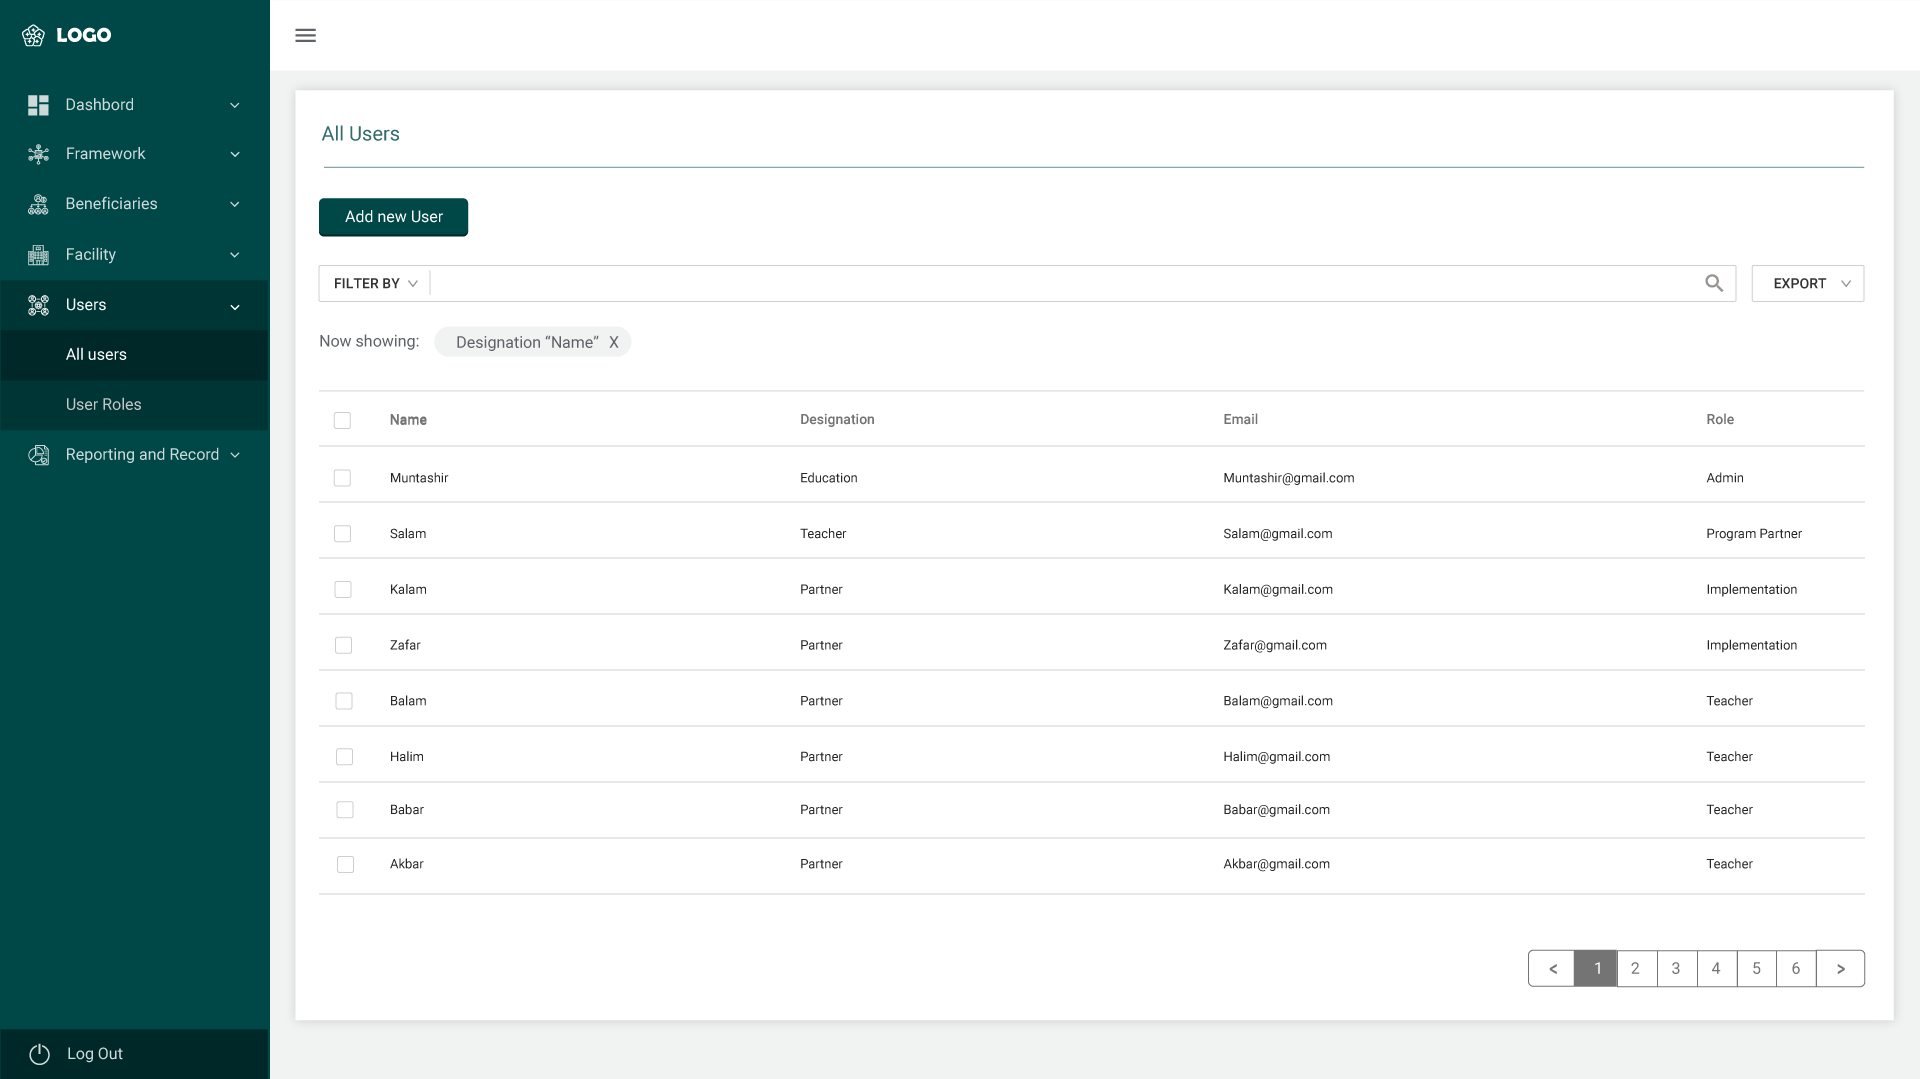 LOGO
Dashbord
Framework
Beneficiaries
Facility
Users
All users
User Roles
Reporting and Record
Log Out
All Users
Add new User
FILTER BY
EXPORT
Now showing: Designation “Name” X
Name Designation Email Role
Muntashir Education Muntashir@gmail.com Admin
Salam Teacher Salam@gmail.com Program Partner
Kalam Partner Kalam@gmail.com Implementation
Zafar Partner Zafar@gmail.com Implementation
Balam Partner Balam@gmail.com Teacher
Halim Partner Halim@gmail.com Teacher
Babar Partner Babar@gmail.com Teacher
Akbar Partner Akbar@gmail.com Teacher
< 1 2 3 4 5 6 >